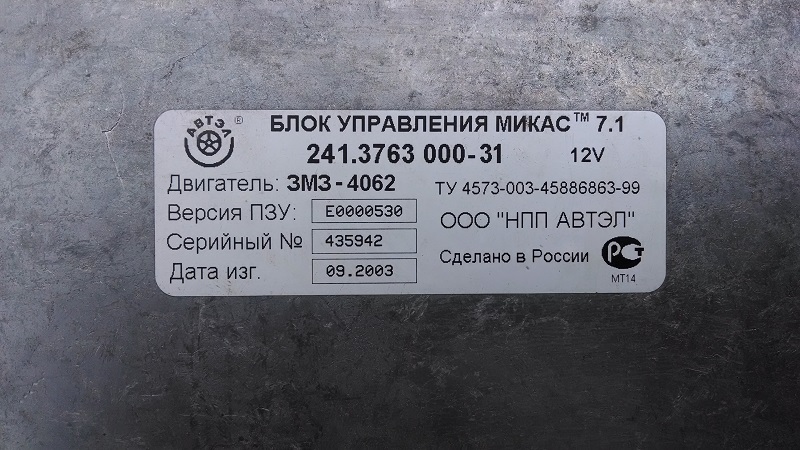 АВТЭЛ ®
БЛОК УПРАВЛЕНИЯ МИКАС™ 7.1
241.3763 000-31 12V
Двигатель: ЗМЗ-4062 ТУ 4573-003-45886863-99
Версия ПЗУ: E0000530
ООО "НПП АВТЭЛ"
Серийный № 435942
Сделано в России РСТ
Дата изг. 09.2003
МТ14